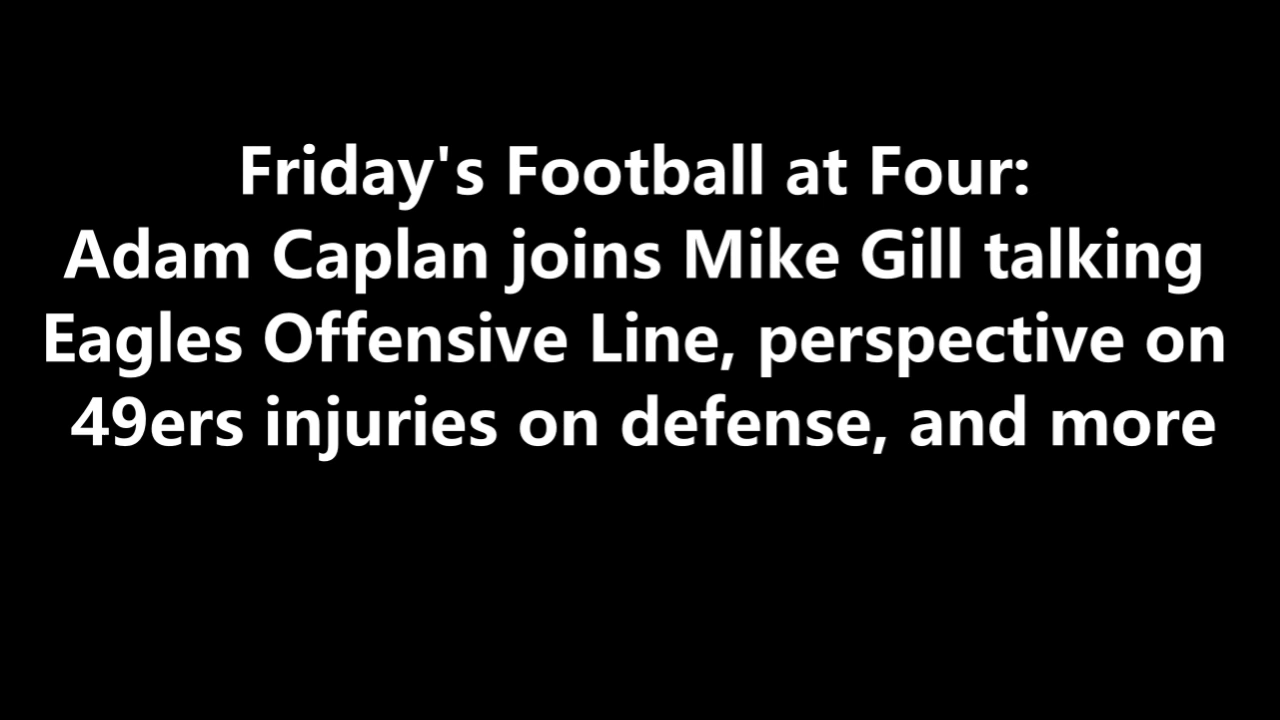 Friday's Football at Four:
Adam Caplan joins Mike Gill talking
Eagles Offensive Line, perspective on
49ers injuries on defense, and more